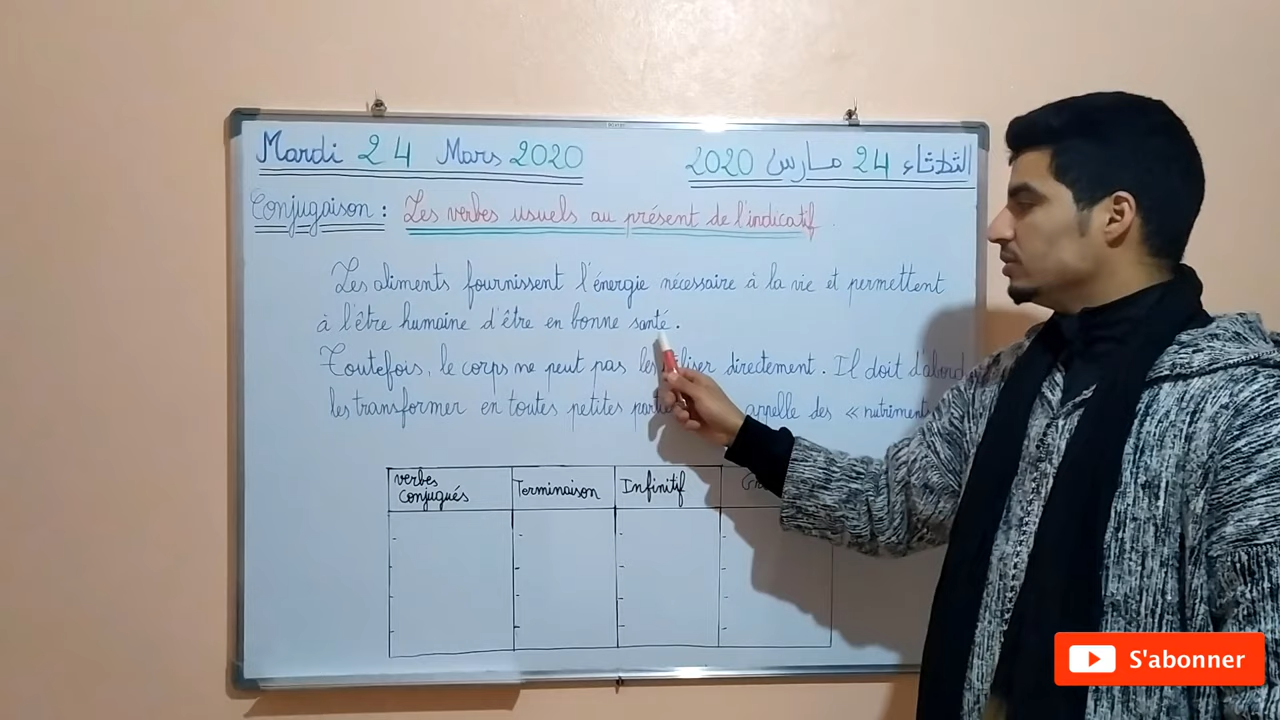 Mardi 24 Mars 2020
الثلاثاء 24 مارس 2020
Conjugaison : Les verbes usuels au présent de l'indicatif
Les aliments fournissent l'énergie nécessaire à la vie et permettent
à l'être humaine d'être en bonne santé.
Toutefois, le corps ne peut pas les directement. Il doit d'abord
les transformer en toutes petites appelle des «
verbes conjugués
Terminaison
Infinitif
S'abonner